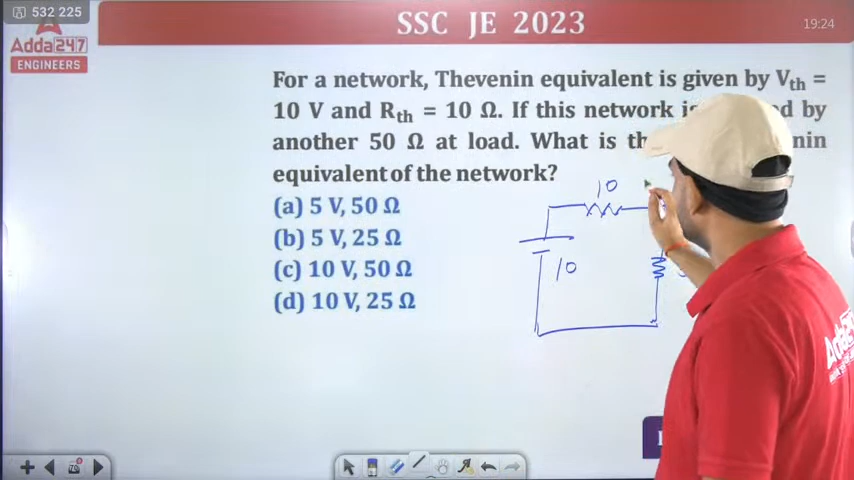 532 225
Adda247
ENGINEERS
SSC JE 2023
19:24
For a network, Thevenin equivalent is given by Vth =
10 V and Rth = 10 Ω. If this network is by
another 50 Ω at load. What is
equivalent of the network?
(a) 5 V, 50 Ω
(b) 5 V, 25 Ω
(c) 10 V, 50 Ω
(d) 10 V, 25 Ω
10
10